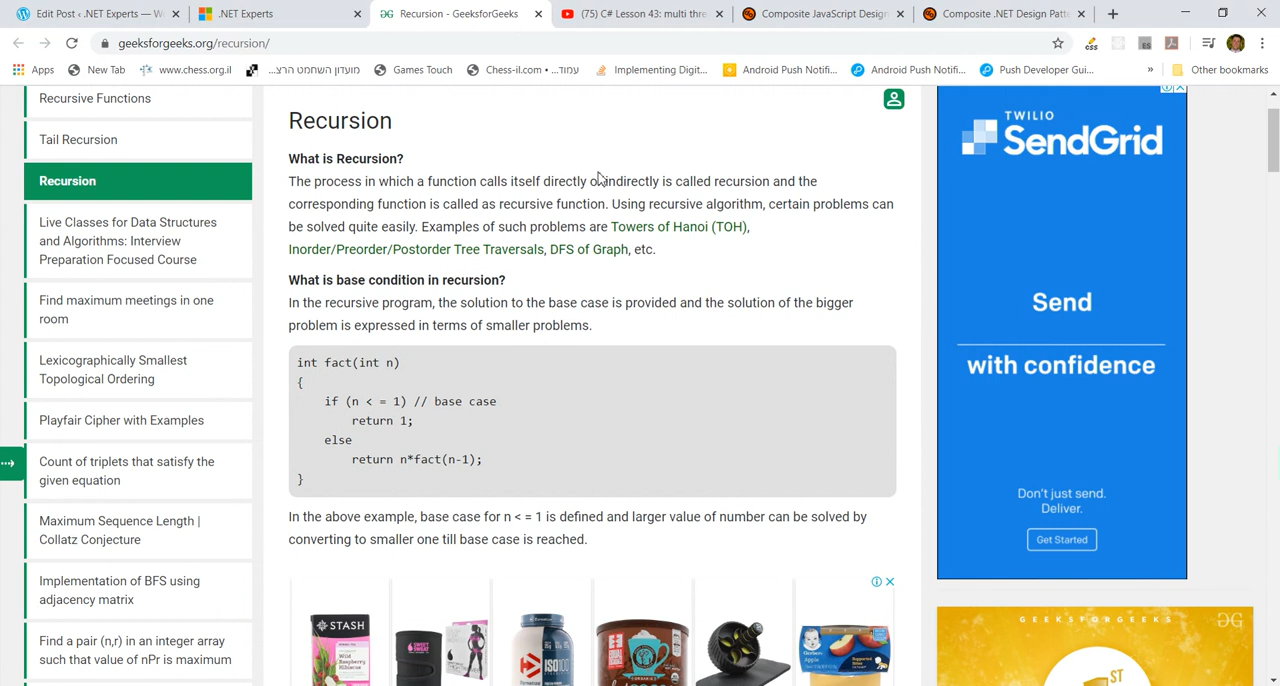 Edit Post ‹ .NET Experts — Wo
.NET Experts
Recursion - GeeksforGeeks
(75) C# Lesson 43: multi thre
Composite JavaScript Design
Composite .NET Design Patte
geeksforgeeks.org/recursion/
Apps
New Tab
www.chess.org.il
מועדון השחמט הרצ...
Games Touch
Chess-il.com • עמוד...
Implementing Digit...
Android Push Notifi...
Android Push Notifi...
Push Developer Gui...
»
Other bookmarks
Recursive Functions
Tail Recursion
Recursion
Live Classes for Data Structures
and Algorithms: Interview
Preparation Focused Course
Find maximum meetings in one
room
Lexicographically Smallest
Topological Ordering
Playfair Cipher with Examples
Count of triplets that satisfy the
given equation
Maximum Sequence Length |
Collatz Conjecture
Implementation of BFS using
adjacency matrix
Find a pair (n,r) in an integer array
such that value of nPr is maximum
Recursion
What is Recursion?
The process in which a function calls itself directly or indirectly is called recursion and the
corresponding function is called as recursive function. Using recursive algorithm, certain problems can
be solved quite easily. Examples of such problems are Towers of Hanoi (TOH),
Inorder/Preorder/Postorder Tree Traversals, DFS of Graph, etc.
What is base condition in recursion?
In the recursive program, the solution to the base case is provided and the solution of the bigger
problem is expressed in terms of smaller problems.
int fact(int n)
{
if (n < = 1) // base case
return 1;
else
return n*fact(n-1);
}
In the above example, base case for n < = 1 is defined and larger value of number can be solved by
converting to smaller one till base case is reached.
STASH
Wild
Raspberry
Hibiscus
ISO100
Gerber
Apple
TWILIO
SendGrid
Send
with confidence
Don't just send.
Deliver.
Get Started
GEEKSFORGEEKS
1ST